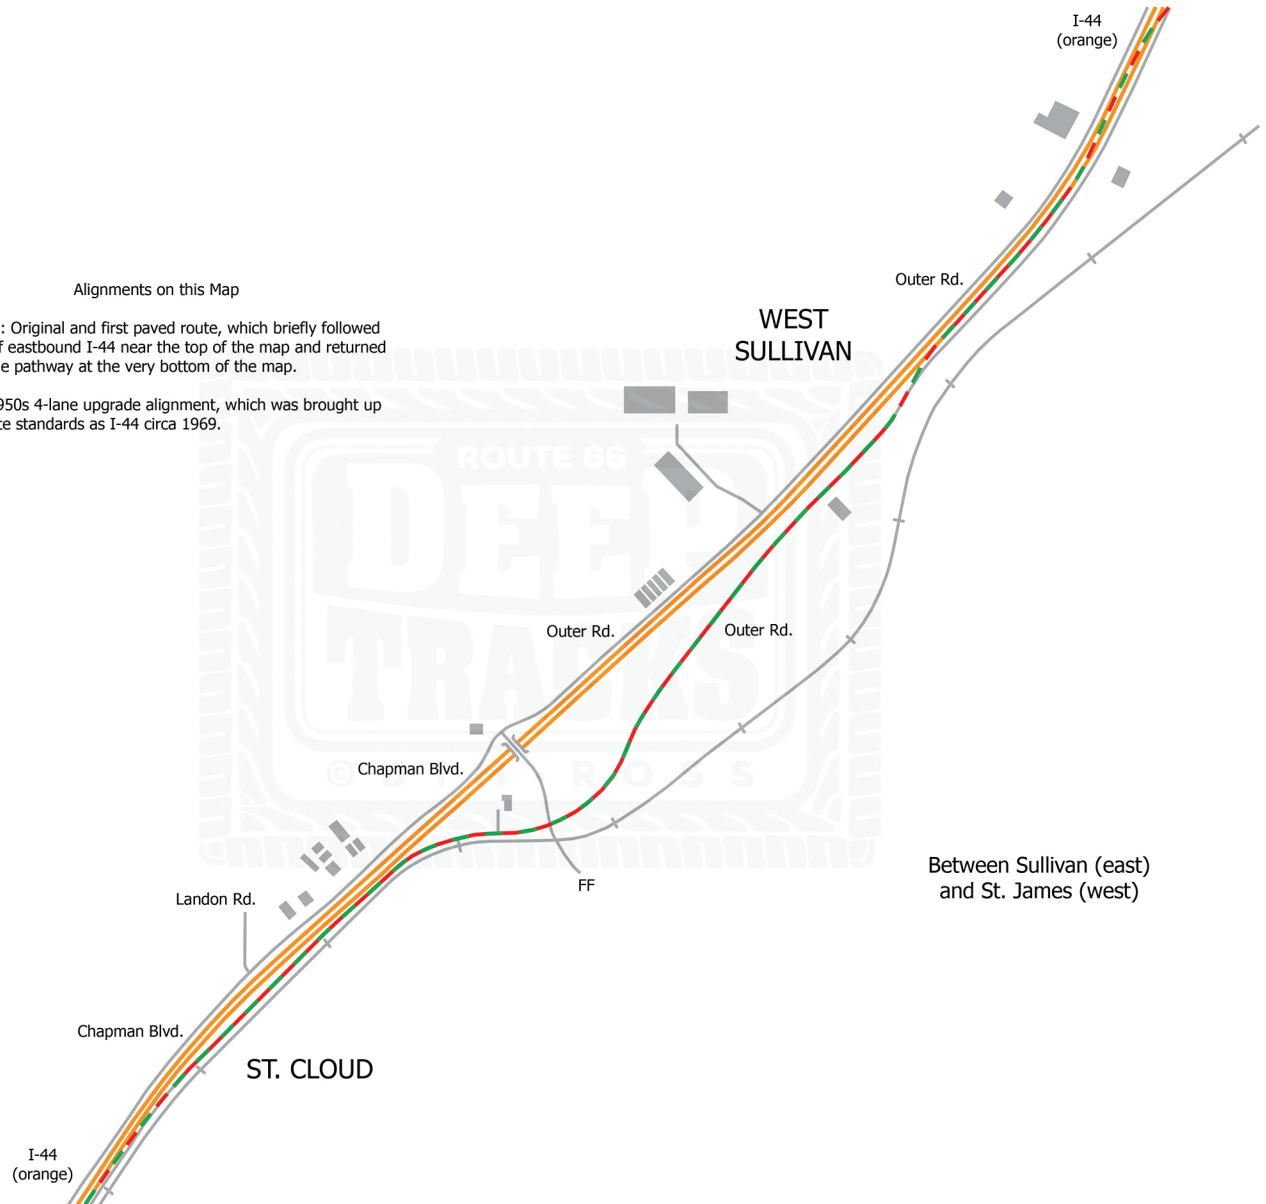 I-44
(orange)
Outer Rd.
Alignments on this Map
: Original and first paved route, which briefly followed
f eastbound I-44 near the top of the map and returned
e pathway at the very bottom of the map.
950s 4-lane upgrade alignment, which was brought up
te standards as I-44 circa 1969.
WEST
SULLIVAN
ROUTE 66
DEEP
TRACKS
Outer Rd.
Outer Rd.
Chapman Blvd.
FF
Between Sullivan (east)
and St. James (west)
Landon Rd.
Chapman Blvd.
ST. CLOUD
I-44
(orange)